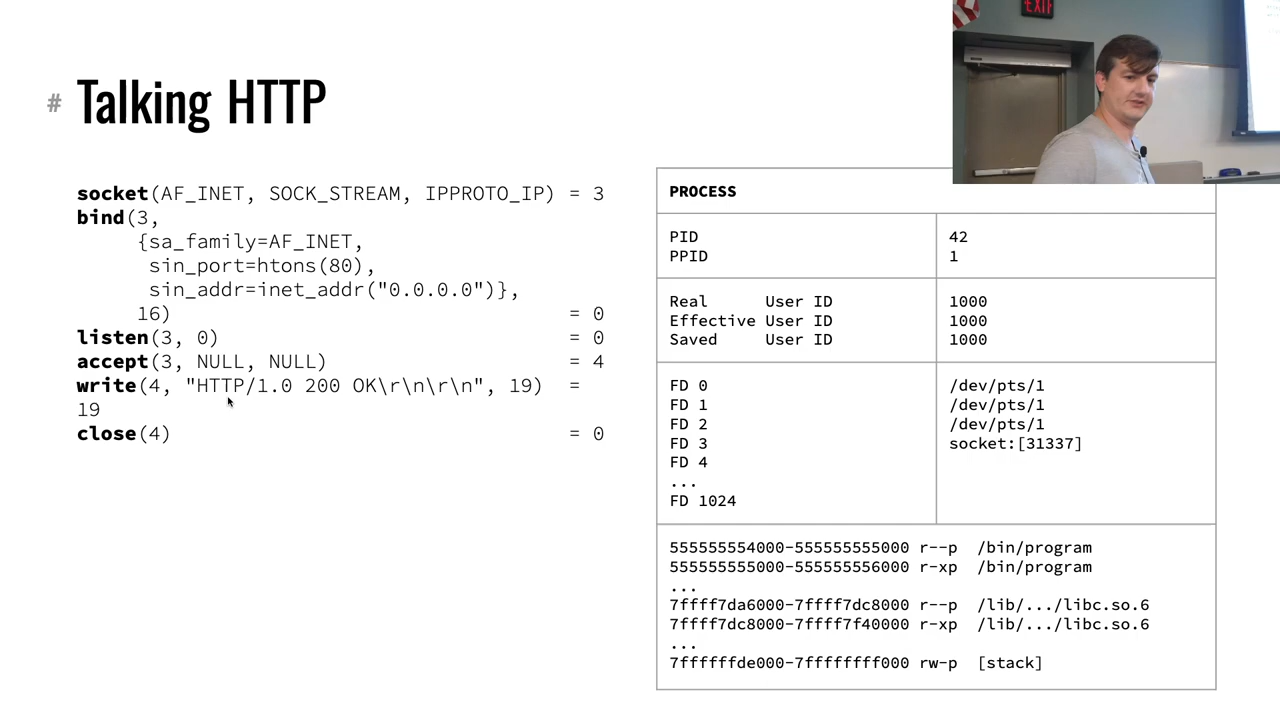 EXIT
# Talking HTTP
socket(AF_INET, SOCK_STREAM, IPPROTO_IP) = 3
bind(3,
{sa_family=AF_INET,
sin_port=htons(80),
sin_addr=inet_addr("0.0.0.0")},
16) = 0
listen(3, 0) = 0
accept(3, NULL, NULL) = 4
write(4, "HTTP/1.0 200 OK\r\n\r\n", 19) =
19
close(4) = 0
PROCESS
PID 42
PPID 1
Real User ID 1000
Effective User ID 1000
Saved User ID 1000
FD 0 /dev/pts/1
FD 1 /dev/pts/1
FD 2 /dev/pts/1
FD 3 socket:[31337]
FD 4
...
FD 1024
555555554000-555555555000 r--p /bin/program
555555555000-555555556000 r-xp /bin/program
...
7ffff7da6000-7ffff7dc8000 r--p /lib/.../libc.so.6
7ffff7dc8000-7ffff7f40000 r-xp /lib/.../libc.so.6
...
7ffffffde000-7ffffffff000 rw-p [stack]